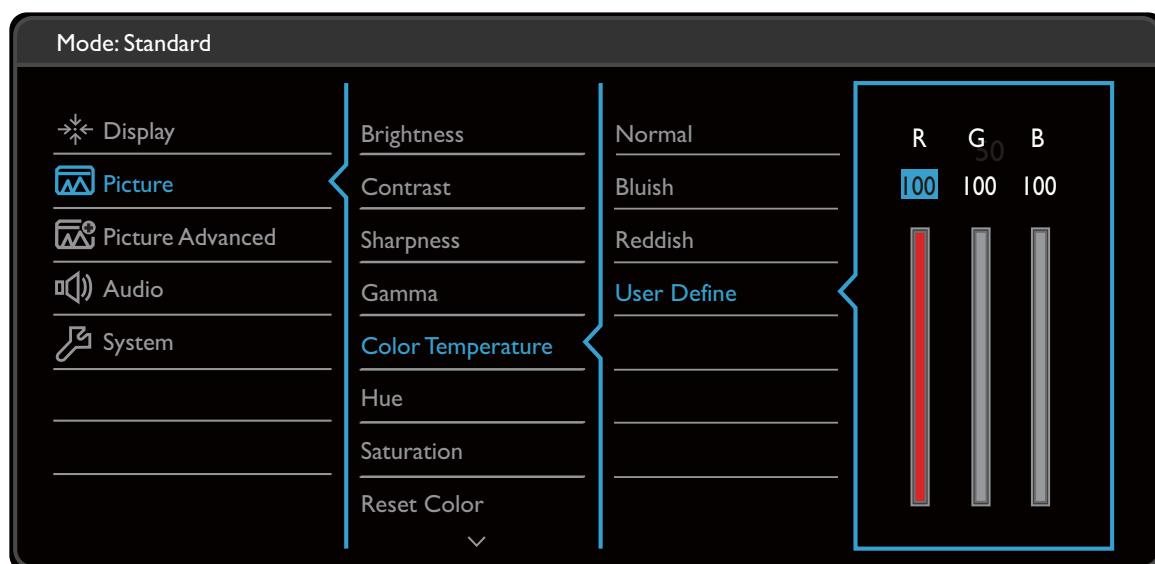 Mode: Standard
Display
Picture
Picture Advanced
Audio
System
Brightness
Contrast
Sharpness
Gamma
Color Temperature
Hue
Saturation
Reset Color
Normal
Bluish
Reddish
User Define
R G B
50
100 100 100